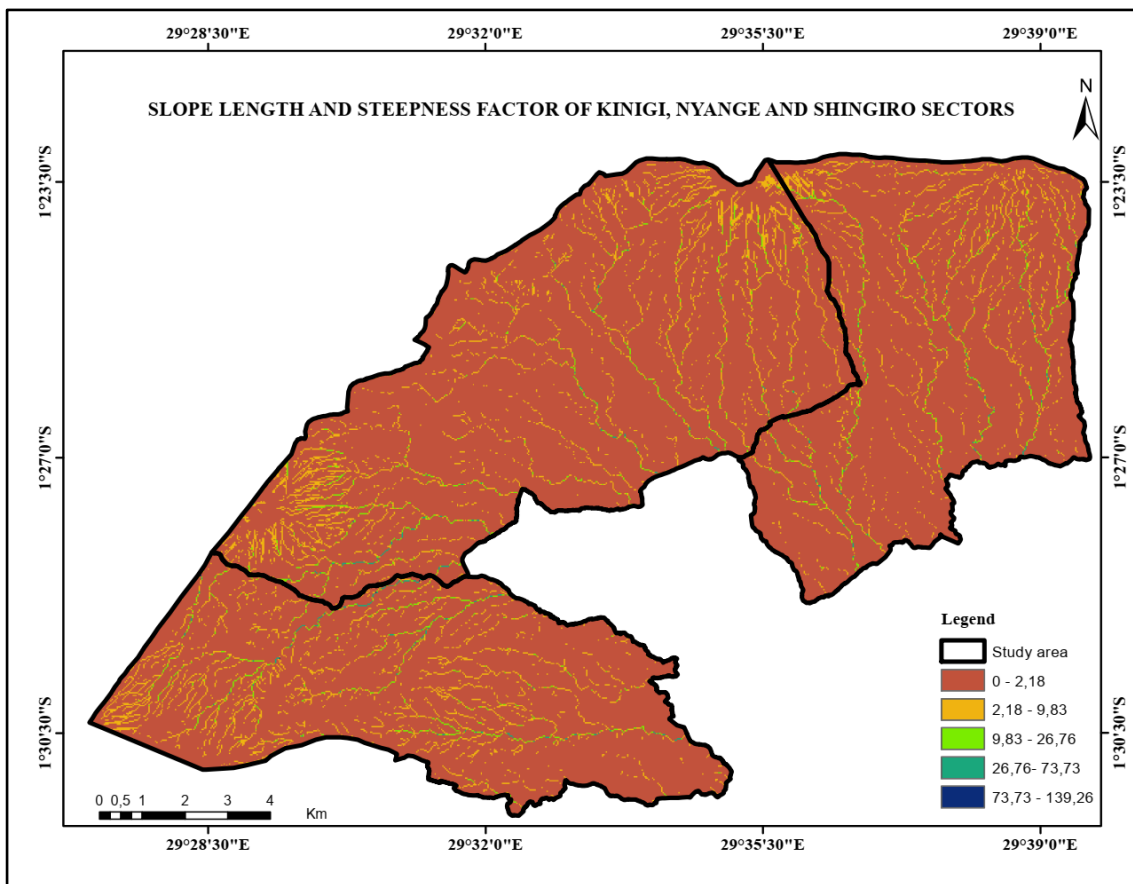 29°28'30"E 29°32'0"E 29°35'30"E 29°39'0"E
N
SLOPE LENGTH AND STEEPNESS FACTOR OF KINIGI, NYANGE AND SHINGIRO SECTORS
1°23'30"S 1°23'30"S
1°27'0"S 1°27'0"S
Legend
Study area
0 - 2,18
2,18 - 9,83
9,83 - 26,76
26,76- 73,73
73,73 - 139,26
1°30'30"S 1°30'30"S
0 0,5 1 2 3 4
Km
29°28'30"E 29°32'0"E 29°35'30"E 29°39'0"E